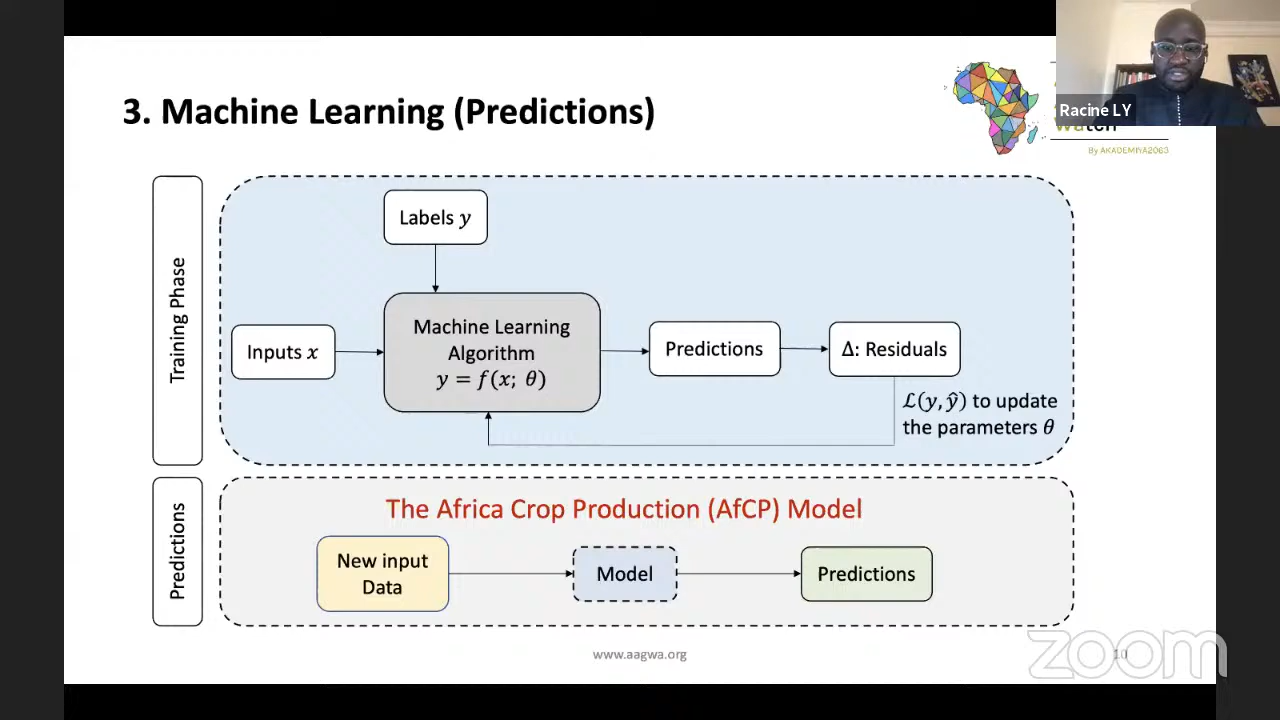 3. Machine Learning (Predictions)
Racine LY
By AKADEMIYA2063
Training Phase
Labels y
Inputs x
Machine Learning
Algorithm
y = f(x; θ)
Predictions
Δ: Residuals
ℒ(y, ŷ) to update
the parameters θ
Predictions
The Africa Crop Production (AfCP) Model
New input
Data
Model
Predictions
www.aagwa.org
10
zoom